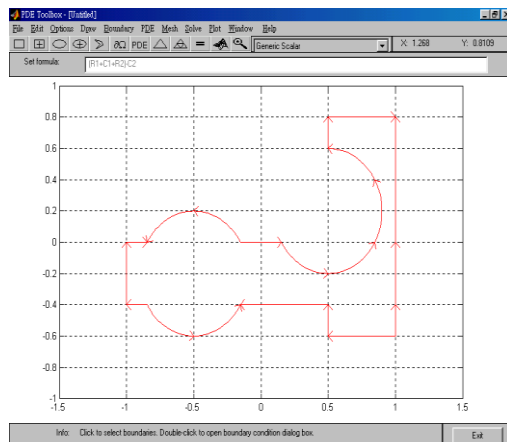 PDE Toolbox - [Untitled]
File Edit Options Draw Boundary PDE Mesh Solve Plot Window Help
∂Ω PDE = Generic Scalar X: 1.268 Y: 0.8109
Set formula: (R1+C1+R2)-C2
1
0.8
0.6
0.4
0.2
0
-0.2
-0.4
-0.6
-0.8
-1
-1.5 -1 -0.5 0 0.5 1 1.5
Info: Click to select boundaries. Double-click to open boundary condition dialog box. Exit